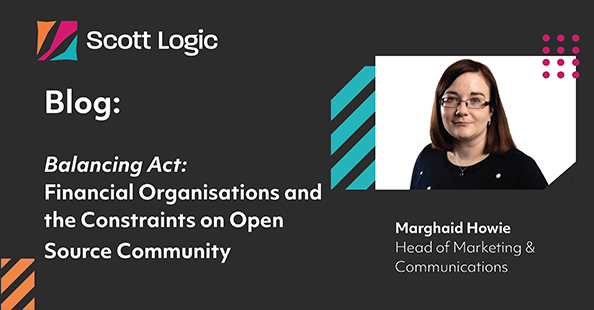 Scott Logic
Blog:
Balancing Act:
Financial Organisations and
the Constraints on Open
Source Community
Marghaid Howie
Head of Marketing &
Communications